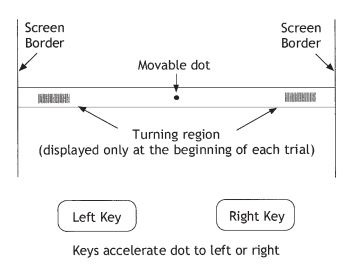 Screen
Border
Screen
Border
Movable dot
Turning region
(displayed only at the beginning of each trial)
Left Key
Right Key
Keys accelerate dot to left or right